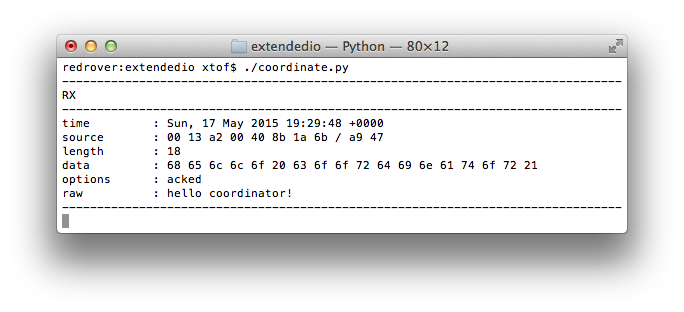 extendedio — Python — 80×12
redrover:extendedio xtof$ ./coordinate.py
--------------------------------------------------------------------------------
RX
--------------------------------------------------------------------------------
time         : Sun, 17 May 2015 19:29:48 +0000
source       : 00 13 a2 00 40 8b 1a 6b / a9 47
length       : 18
data         : 68 65 6c 6c 6f 20 63 6f 6f 72 64 69 6e 61 74 6f 72 21
options      : acked
raw          : hello coordinator!
--------------------------------------------------------------------------------